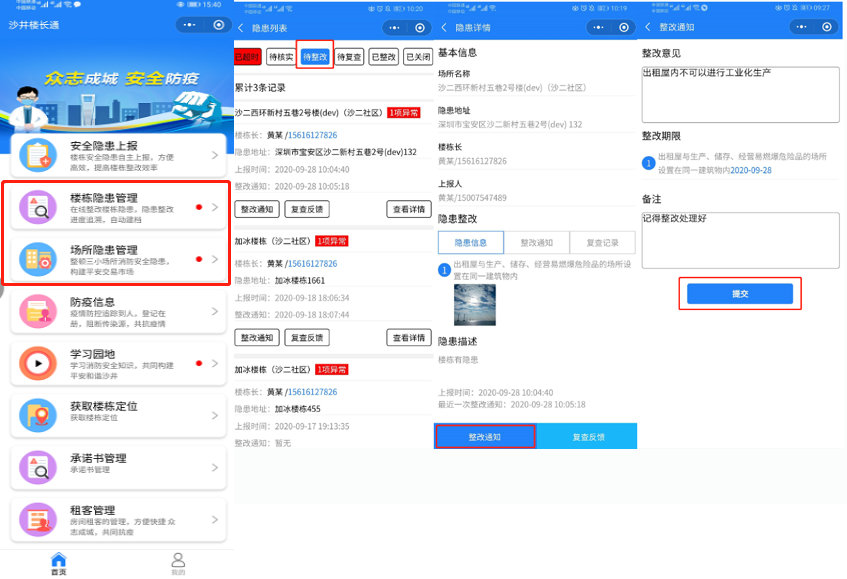 15:40
沙井楼长通
众志成城 安全防疫
安全隐患上报
楼栋安全隐患自主上报，方便
高效，提高楼栋整改效率
楼栋隐患管理
在线整改楼栋隐患，隐患整改
进度追溯，自动建档
场所隐患管理
整顿三小场所消防安全隐患，
构建平安交易市场
防疫信息
疫情防控追踪到人，登记在
册，阻断传染源，共抗疫情
学习园地
学习消防安全知识，共同构建
平安和谐沙井
获取楼栋定位
获取楼栋定位
承诺书管理
承诺书管理
租客管理
房间租客的管理，方便快捷 众
志成城，共同抗疫
首页
我的
10:20
隐患列表
已超时 待核实 待整改 待复查 已整改 已关闭
累计3条记录
沙二西环新村五巷2号楼(dev)（沙二社区） 1项异常
楼栋长：黄某 /15616127826
隐患地址：深圳市宝安区沙二新村五巷2号(dev)132
上报时间：2020-09-28 10:04:40
整改通知：2020-09-28 10:05:18
整改通知 复查反馈 查看详情
加冰楼栋（沙二社区） 1项异常
楼栋长：黄某 /15616127826
隐患地址：加冰楼栋1661
上报时间：2020-09-18 18:06:34
整改通知：2020-09-18 18:07:44
整改通知 复查反馈 查看详情
加冰楼栋（沙二社区） 1项异常
楼栋长：黄某 /15616127826
隐患地址：加冰楼栋455
上报时间：2020-09-17 19:13:35
整改通知：暂无
10:19
隐患详情
基本信息
场所名称
沙二西环新村五巷2号楼(dev)（沙二社区）
隐患地址
深圳市宝安区沙二新村五巷2号(dev) 132
楼栋长
黄某/15616127826
上报人
黄某/15007547489
隐患整改
隐患信息 整改通知 复查记录
1 出租屋与生产、储存、经营易燃爆危险品的场所设
置在同一建筑物内
隐患描述
楼栋有隐患
上报时间：2020-09-28 10:04:40
最近一次整改通知：2020-09-28 10:05:18
整改通知 复查反馈
09:27
整改通知
整改意见
出租屋内不可以进行工业化生产
整改期限
1 出租屋与生产、储存、经营易燃爆危险品的场所
设置在同一建筑物内2020-09-28
备注
记得整改处理好
提交